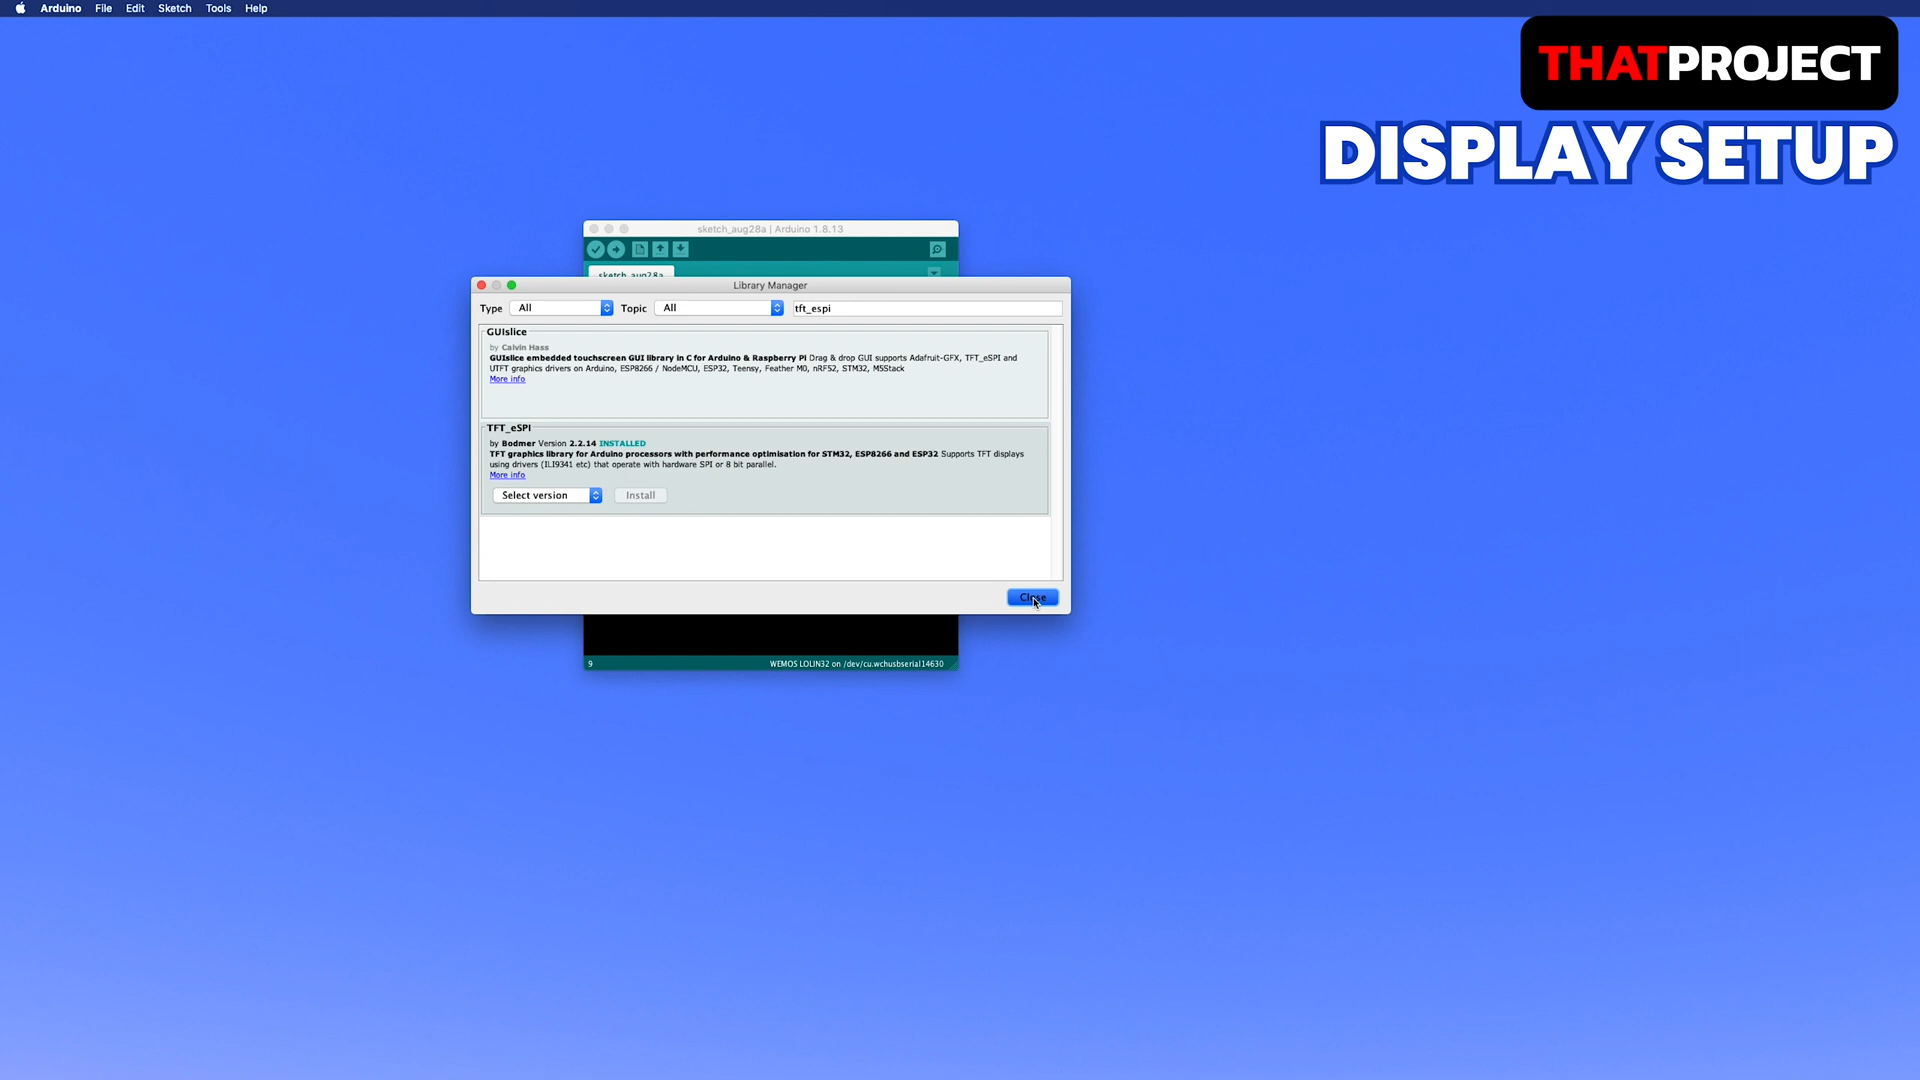 Arduino File Edit Sketch Tools Help
THATPROJECT
DISPLAY SETUP
sketch_aug28a | Arduino 1.8.13
sketch_aug28a
Library Manager
Type All Topic All tft_espi
GUIslice
by Calvin Hass
GUIslice embedded touchscreen GUI library in C for Arduino & Raspberry Pi Drag & drop GUI supports Adafruit-GFX, TFT_eSPI and
UTFT graphics drivers on Arduino, ESP8266 / NodeMCU, ESP32, Teensy, Feather M0, nRF52, STM32, M5Stack
More info
TFT_eSPI
by Bodmer Version 2.2.14 INSTALLED
TFT graphics library for Arduino processors with performance optimisation for STM32, ESP8266 and ESP32 Supports TFT displays
using drivers (ILI9341 etc) that operate with hardware SPI or 8 bit parallel.
More info
Select version Install
Close
9 WEMOS LOLIN32 on /dev/cu.wchusbserial14630